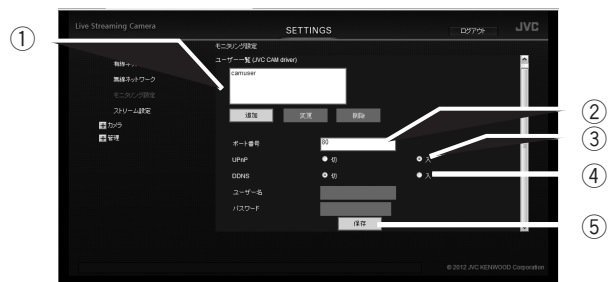 Live Streaming Camera
SETTINGS
ログアウト
JVC
①
モニタリング設定
ユーザー一覧 (JVC CAM driver)
camuser
無線ネットワーク
モニタリング設定
ストリーム設定
カメラ
管理
追加
変更
削除
②
ポート番号
80
③
UPnP
切
入
④
DDNS
切
入
ユーザー名
パスワード
⑤
保存
© 2012 JVC KENWOOD Corporation